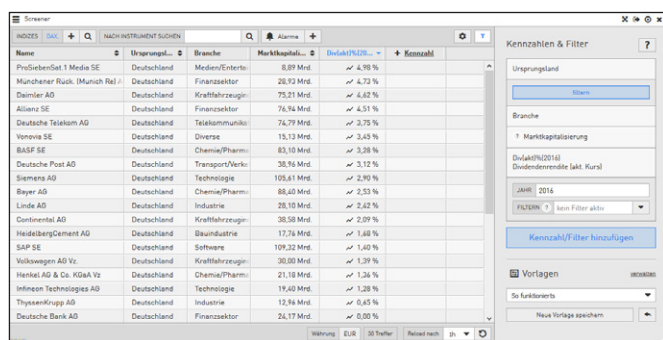 Screener
INDIZES DAX + NACH INSTRUMENT SUCHEN Alarme +
Name Ursprungsl... Branche Marktkapitali... Div(akt)%(20... + Kennzahl
ProSiebenSat.1 Media SE Deutschland Medien/Enterta 8,89 Mrd. 4,98 %
Münchener Rück. (Munich Re) A Deutschland Finanzsektor 28,93 Mrd. 4,73 %
Daimler AG Deutschland Kraftfahrzeugin 75,21 Mrd. 4,62 %
Allianz SE Deutschland Finanzsektor 76,94 Mrd. 4,51 %
Deutsche Telekom AG Deutschland Telekommunika 74,79 Mrd. 3,75 %
Vonovia SE Deutschland Diverse 15,13 Mrd. 3,45 %
BASF SE Deutschland Chemie/Pharma 83,10 Mrd. 3,28 %
Deutsche Post AG Deutschland Transport/Verke 38,96 Mrd. 3,12 %
Siemens AG Deutschland Technologie 105,61 Mrd. 2,90 %
Bayer AG Deutschland Chemie/Pharma 88,40 Mrd. 2,53 %
Linde AG Deutschland Industrie 28,10 Mrd. 2,42 %
Continental AG Deutschland Kraftfahrzeugin 38,58 Mrd. 2,09 %
HeidelbergCement AG Deutschland Bauindustrie 17,76 Mrd. 1,68 %
SAP SE Deutschland Software 109,32 Mrd. 1,40 %
Volkswagen AG Vz. Deutschland Kraftfahrzeugin 30,00 Mrd. 1,39 %
Henkel AG & Co. KGaA Vz Deutschland Chemie/Pharma 21,18 Mrd. 1,36 %
Infineon Technologies AG Deutschland Technologie 19,40 Mrd. 1,28 %
ThyssenKrupp AG Deutschland Industrie 12,96 Mrd. 0,65 %
Deutsche Bank AG Deutschland Finanzsektor 24,17 Mrd. 0,00 %
Währung EUR 30 Treffer Reload nach 1h
Kennzahlen & Filter ?
Ursprungsland
filtern
Branche
? Marktkapitalisierung
Div(akt)%(2016)
Dividendenrendite (akt. Kurs)
JAHR 2016
FILTERN ? kein Filter aktiv
Kennzahl/Filter hinzufügen
Vorlagen verwalten
So funktionierts
Neue Vorlage speichern